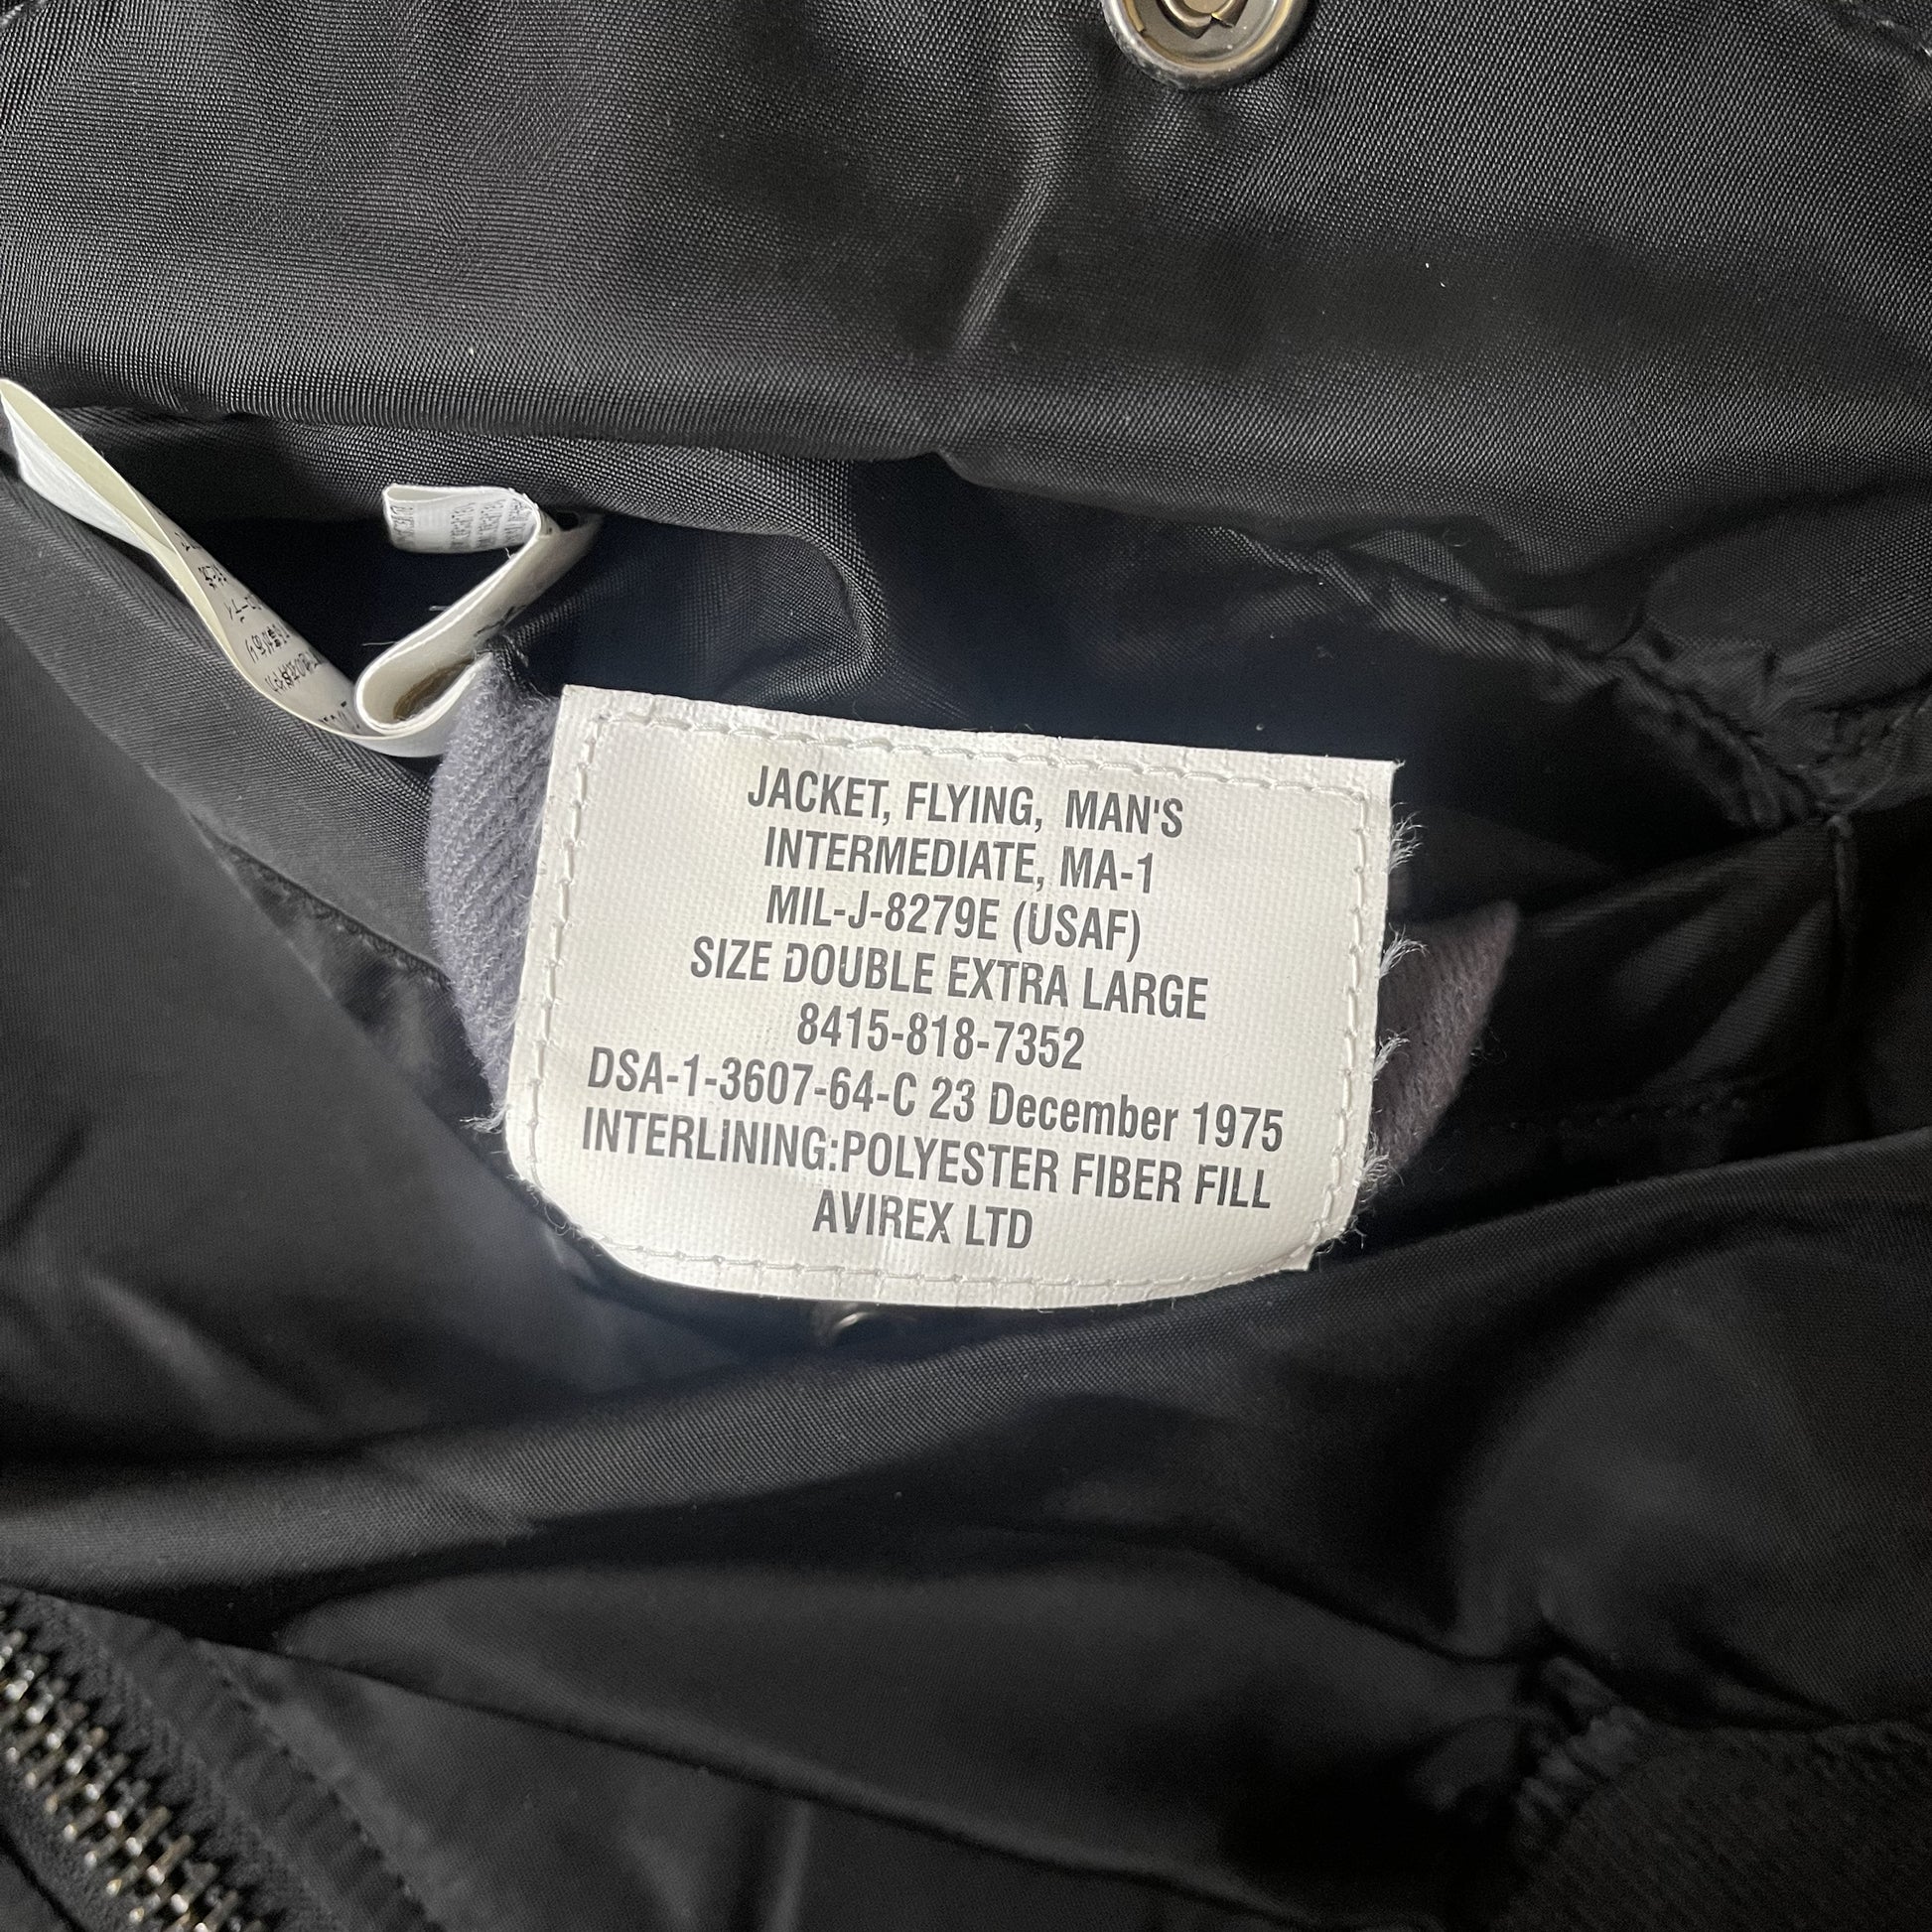 JACKET, FLYING, MAN'S
INTERMEDIATE, MA-1
MIL-J-8279E (USAF)
SIZE DOUBLE EXTRA LARGE
8415-818-7352
DSA-1-3607-64-C 23 December 1975
INTERLINING:POLYESTER FIBER FILL
AVIREX LTD